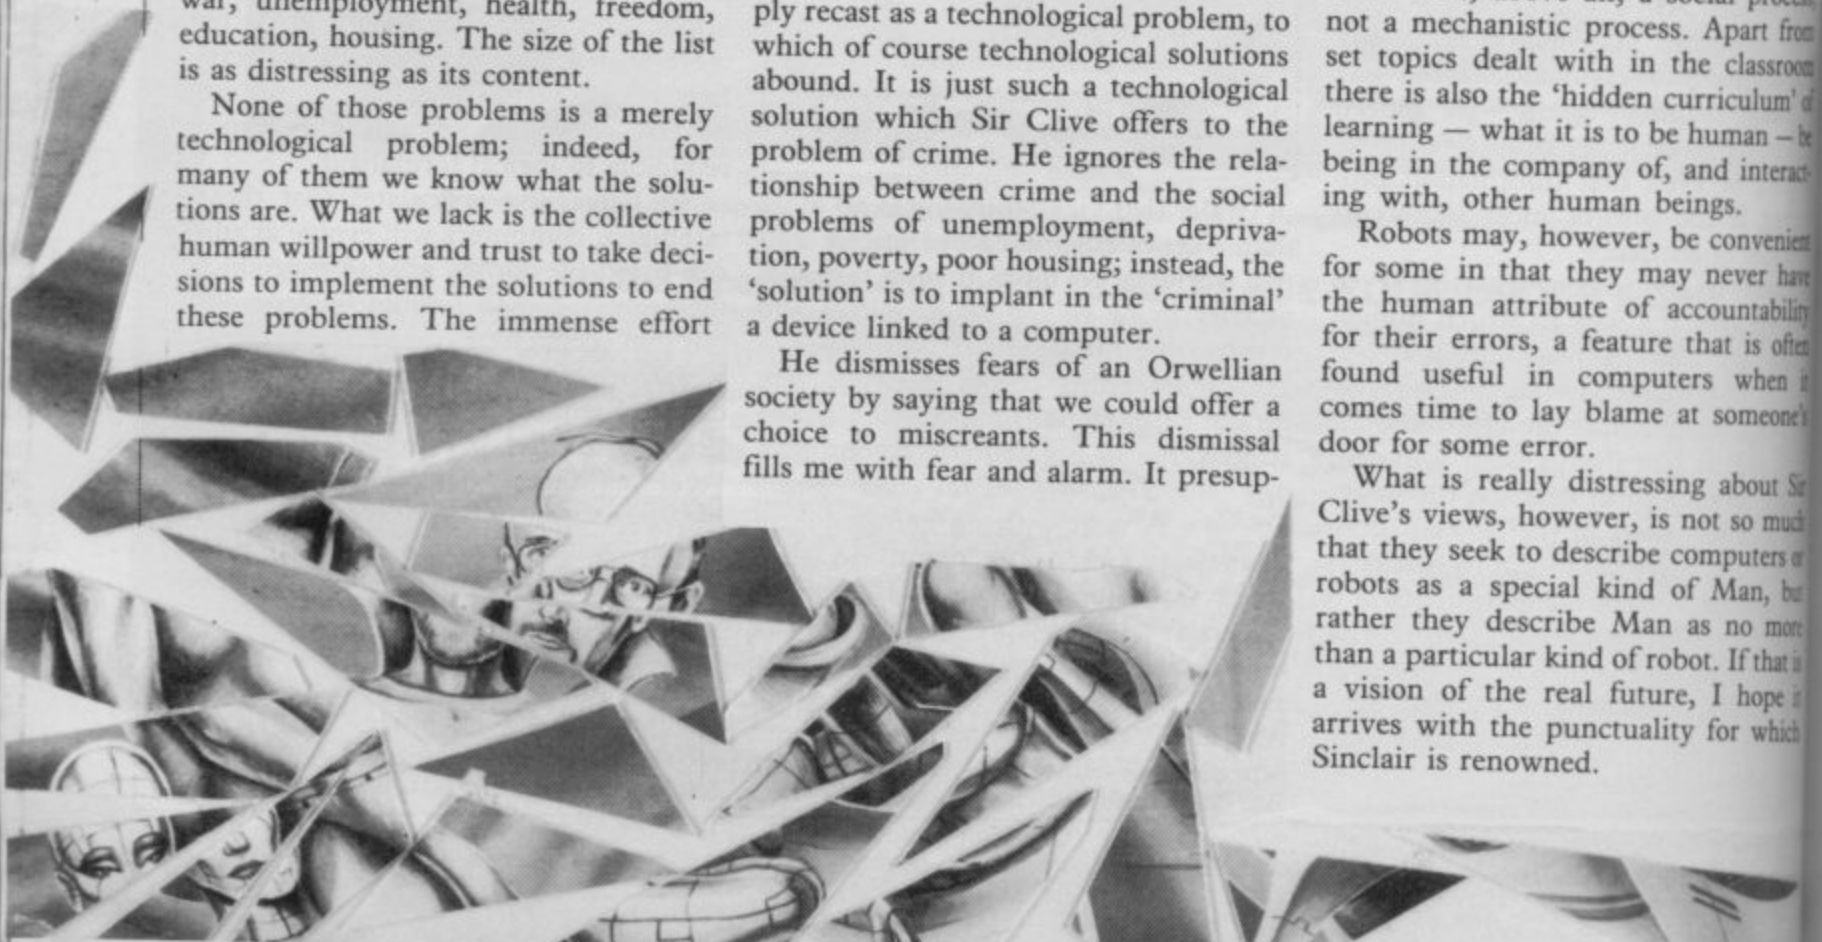 war, unemployment, health, freedom,
education, housing. The size of the list
is as distressing as its content.
None of those problems is a merely
technological problem; indeed, for
many of them we know what the solu-
tions are. What we lack is the collective
human willpower and trust to take deci-
sions to implement the solutions to end
these problems. The immense effort
ply recast as a technological problem, to
which of course technological solutions
abound. It is just such a technological
solution which Sir Clive offers to the
problem of crime. He ignores the rela-
tionship between crime and the social
problems of unemployment, depriva-
tion, poverty, poor housing; instead, the
‘solution’ is to implant in the ‘criminal’
a device linked to a computer.
He dismisses fears of an Orwellian
society by saying that we could offer a
choice to miscreants. This dismissal
fills me with fear and alarm. It presup-
a social
not a mechanistic process. Apart from
set topics dealt with in the classroom
there is also the ‘hidden curriculum’ of
learning — what it is to be human —
being in the company of, and interact-
ing with, other human beings.
Robots may, however, be convenient
for some in that they may never have
the human attribute of accountability
for their errors, a feature that is often
found useful in computers when it
comes time to lay blame at someone's
door for some error.
What is really distressing about Sir
Clive's views, however, is not so much
that they seek to describe computers or
robots as a special kind of Man, but
rather they describe Man as no more
than a particular kind of robot. If that is
a vision of the real future, I hope it
arrives with the punctuality for which
Sinclair is renowned.